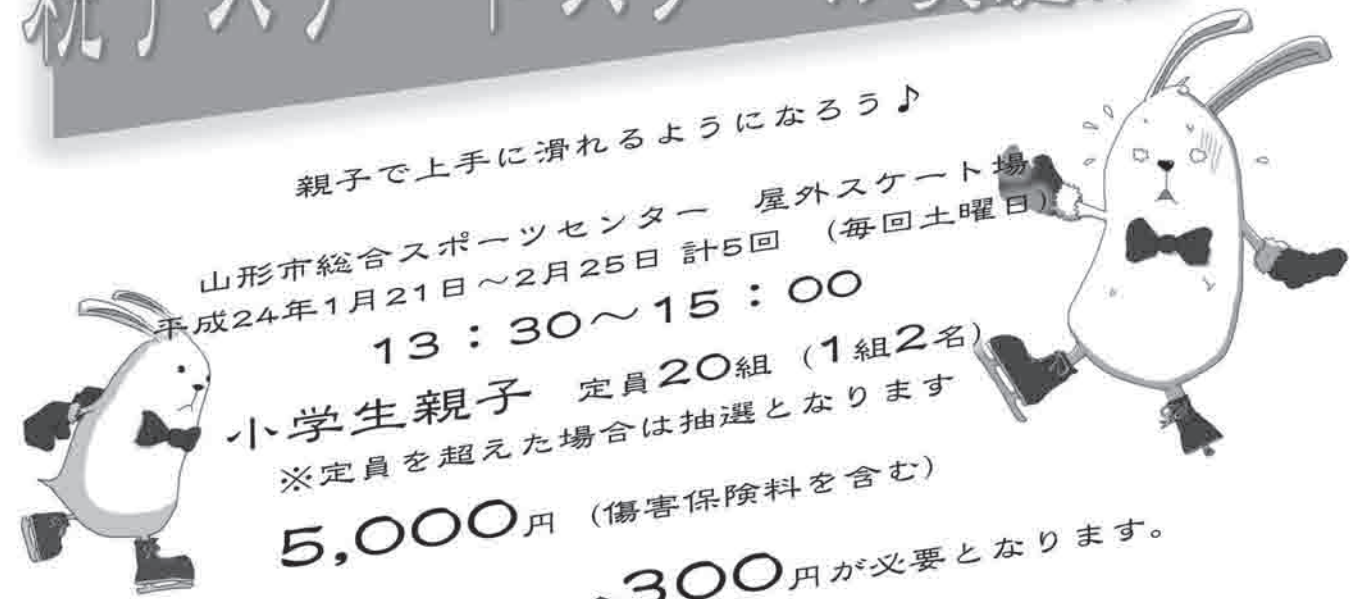 親子で上手に滑れるようになろう♪
山形市総合スポーツセンター 屋外スケート場
平成24年1月21日～2月25日 計5回 (毎回土曜日
13:30～15:00
小学生親子 定員20組 (1組2名)
※定員を超えた場合は抽選となります
5,000円 (傷害保険料を含む)
300円が必要となります。